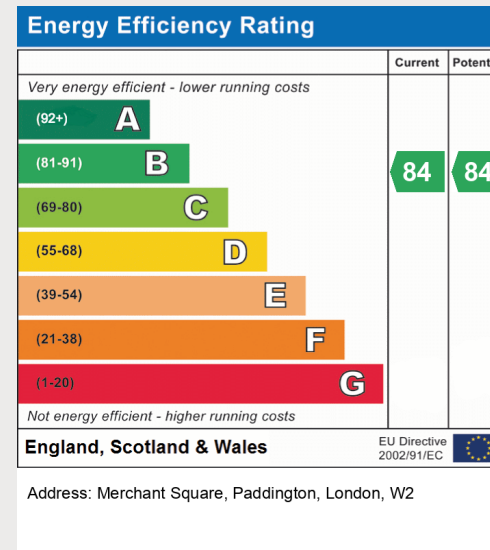 Energy Efficiency Rating
Current Potent
Very energy efficient - lower running costs
(92+) A
(81-91) B
84 84
(69-80) C
(55-68) D
(39-54) E
(21-38) F
(1-20) G
Not energy efficient - higher running costs
England, Scotland & Wales
EU Directive
2002/91/EC
Address: Merchant Square, Paddington, London, W2